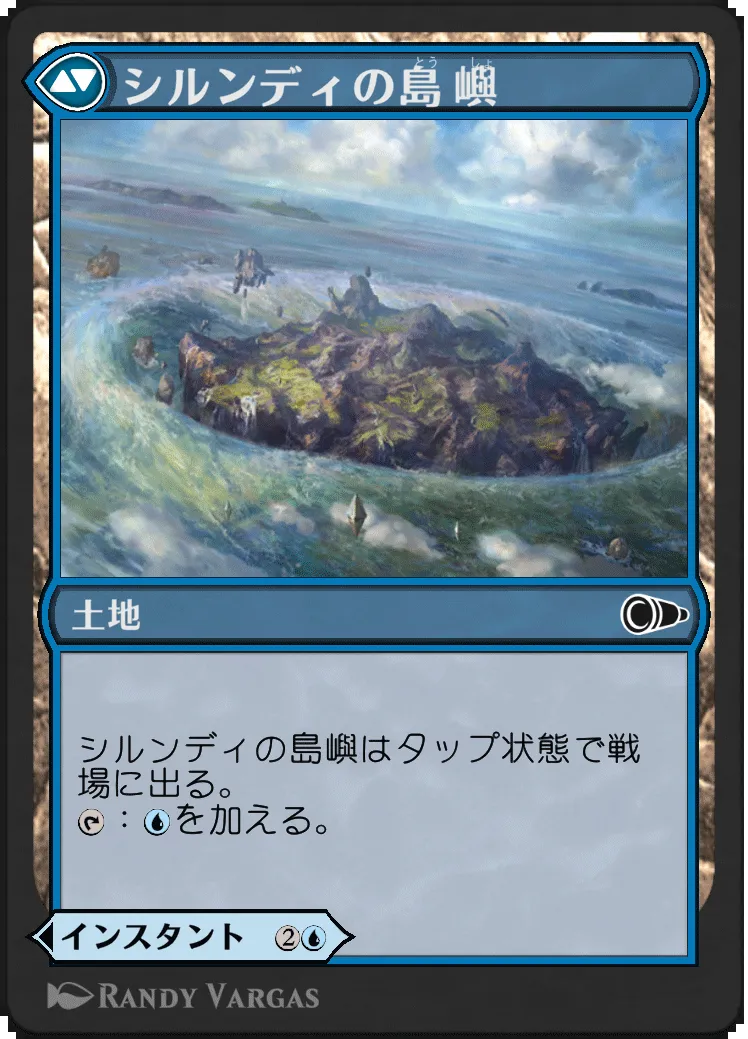 シルンディの島嶼
とう しょ
土地
シルンディの島嶼はタップ状態で戦
場に出る。
：を加える。
インスタント 2
RANDY VARGAS